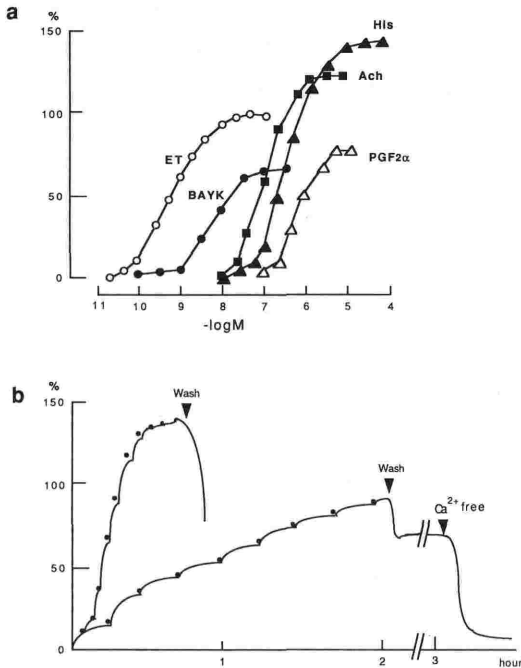 a
%
150
100
50
0
His
Ach
ET
BAYK
PGF2α
11 10 9 8 7 6 5 4
-logM
b
%
150
100
50
0
Wash
Wash
Ca2+ free
1 2 3 hour